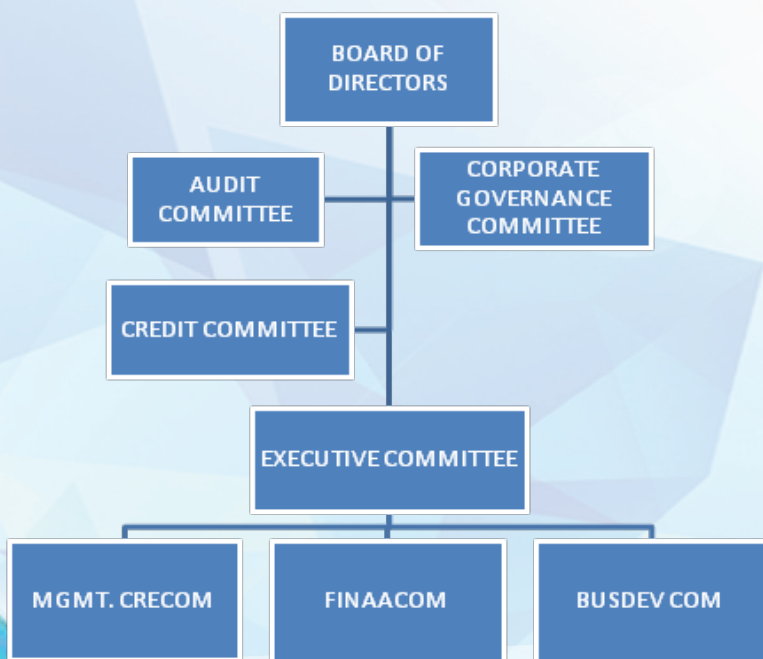 BOARD OF
DIRECTORS
AUDIT
COMMITTEE
CORPORATE
GOVERNANCE
COMMITTEE
CREDIT COMMITTEE
EXECUTIVE COMMITTEE
MGMT. CRECOM
FINAACOM
BUSDEV COM